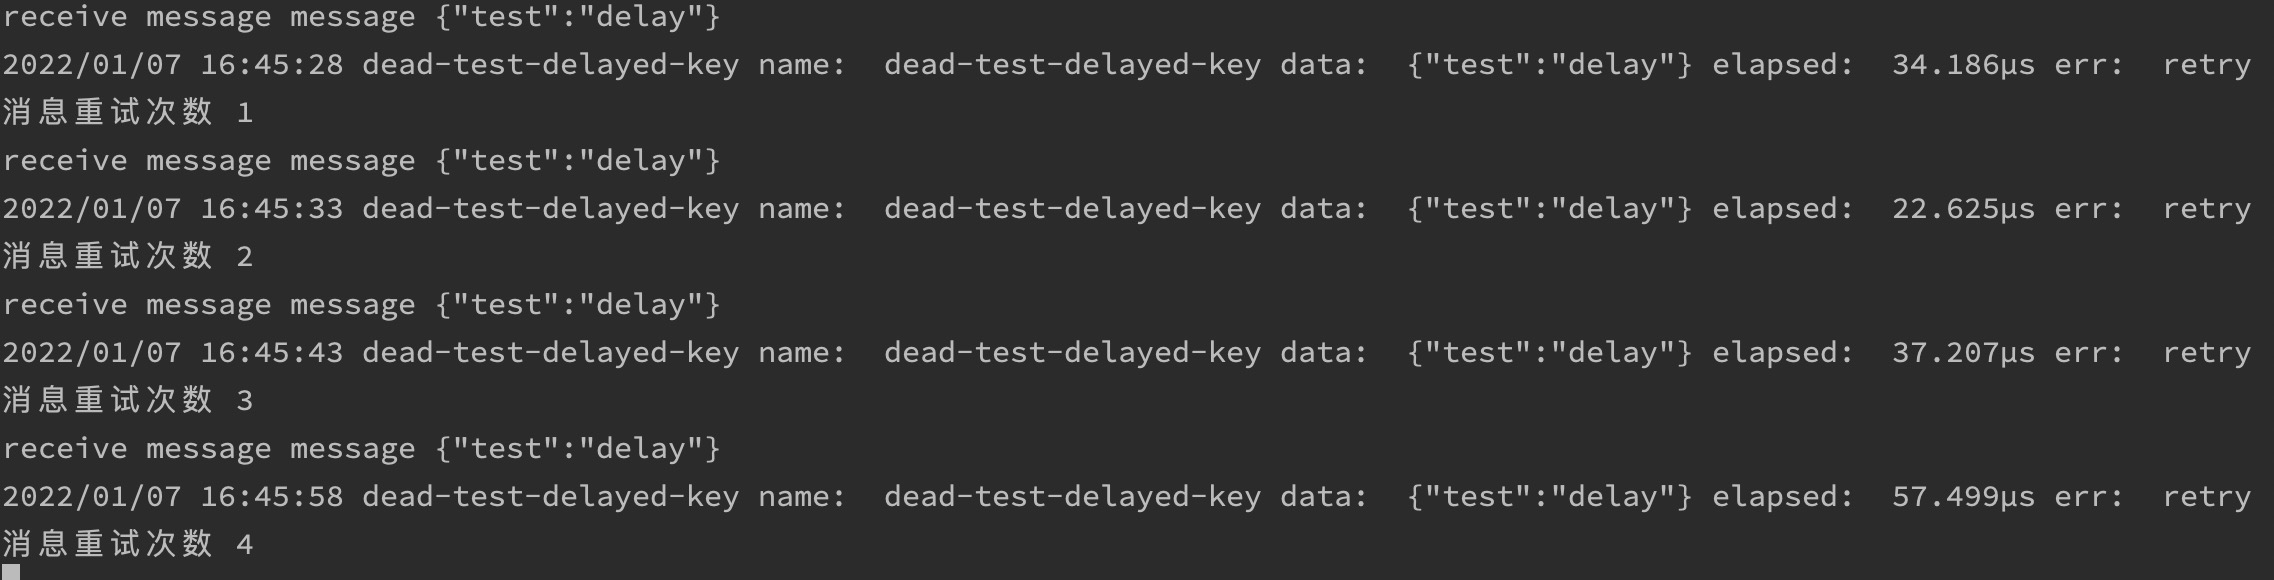 receive message message {"test":"delay"}
2022/01/07 16:45:28 dead-test-delayed-key name:  dead-test-delayed-key data:  {"test":"delay"} elapsed:  34.186µs err:  retry
消息重试次数 1
receive message message {"test":"delay"}
2022/01/07 16:45:33 dead-test-delayed-key name:  dead-test-delayed-key data:  {"test":"delay"} elapsed:  22.625µs err:  retry
消息重试次数 2
receive message message {"test":"delay"}
2022/01/07 16:45:43 dead-test-delayed-key name:  dead-test-delayed-key data:  {"test":"delay"} elapsed:  37.207µs err:  retry
消息重试次数 3
receive message message {"test":"delay"}
2022/01/07 16:45:58 dead-test-delayed-key name:  dead-test-delayed-key data:  {"test":"delay"} elapsed:  57.499µs err:  retry
消息重试次数 4